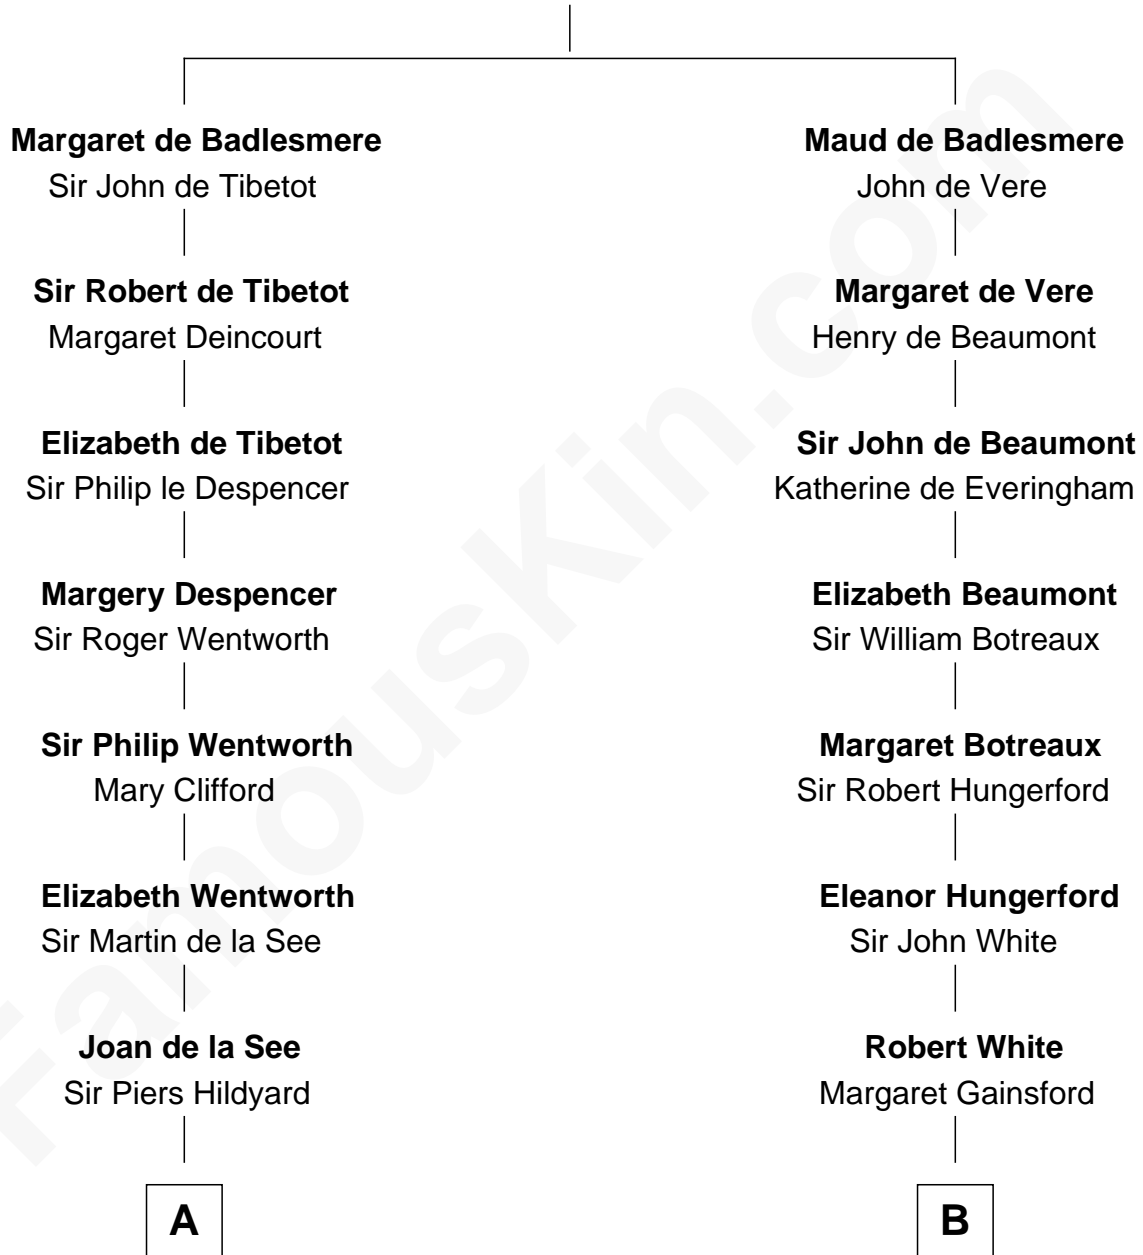 Margaret de Badlesmere
Sir John de Tibetot
Sir Robert de Tibetot
Margaret Deincourt
Elizabeth de Tibetot
Sir Philip le Despencer
Margery Despencer
Sir Roger Wentworth
Sir Philip Wentworth
Mary Clifford
Elizabeth Wentworth
Sir Martin de la See
Joan de la See
Sir Piers Hildyard
A
Maud de Badlesmere
John de Vere
Margaret de Vere
Henry de Beaumont
Sir John de Beaumont
Katherine de Everingham
Elizabeth Beaumont
Sir William Botreaux
Margaret Botreaux
Sir Robert Hungerford
Eleanor Hungerford
Sir John White
Robert White
Margaret Gainsford
B
FamousKin.com